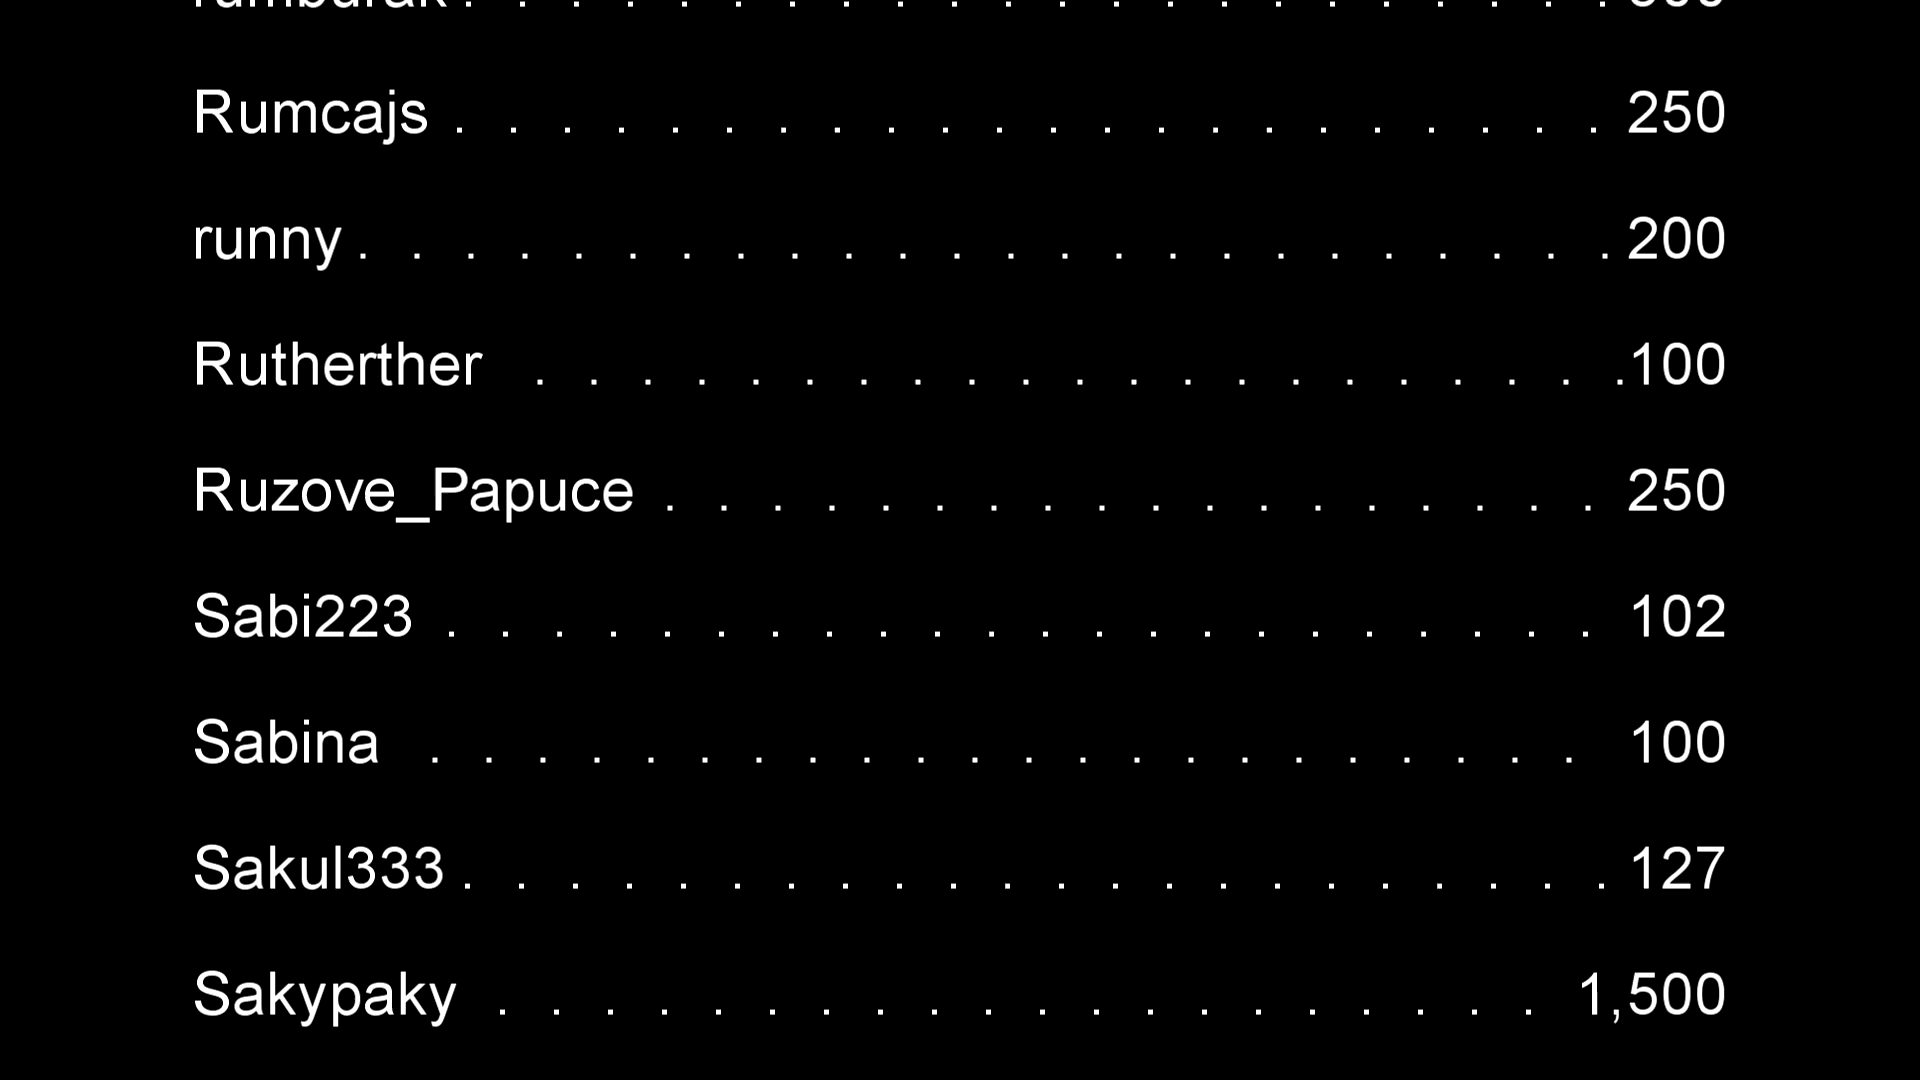 Rumcajs . . . . . . . . . . . . . . . . . . . . . . 250
runny . . . . . . . . . . . . . . . . . . . . . . . . 200
Rutherther . . . . . . . . . . . . . . . . . . . . . 100
Ruzove_Papuce . . . . . . . . . . . . . . . . . . 250
Sabi223 . . . . . . . . . . . . . . . . . . . . . . 102
Sabina . . . . . . . . . . . . . . . . . . . . . . 100
Sakul333 . . . . . . . . . . . . . . . . . . . . . . 127
Sakypaky . . . . . . . . . . . . . . . . . . . . 1,500